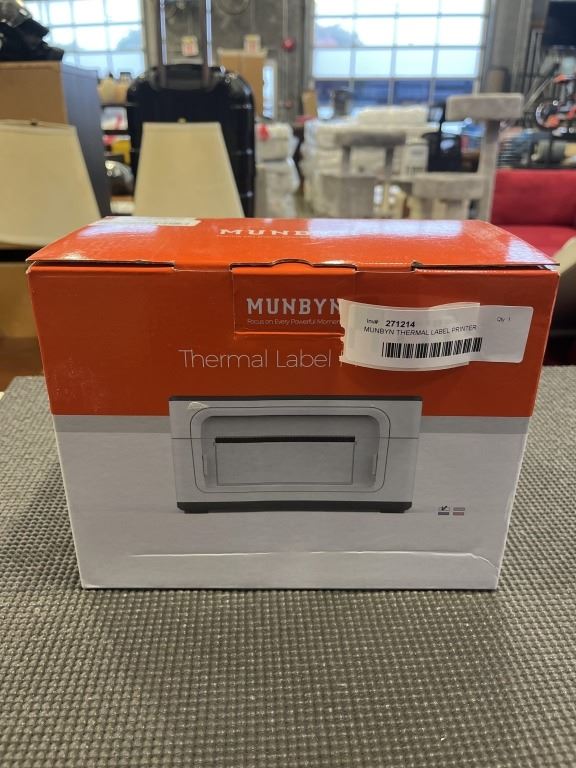 MUNBYN
MUNBYN
Focus on Every Powerful Moment
Thermal Label
Inv# 271214
Qty 1
MUNBYN THERMAL LABEL PRINTER